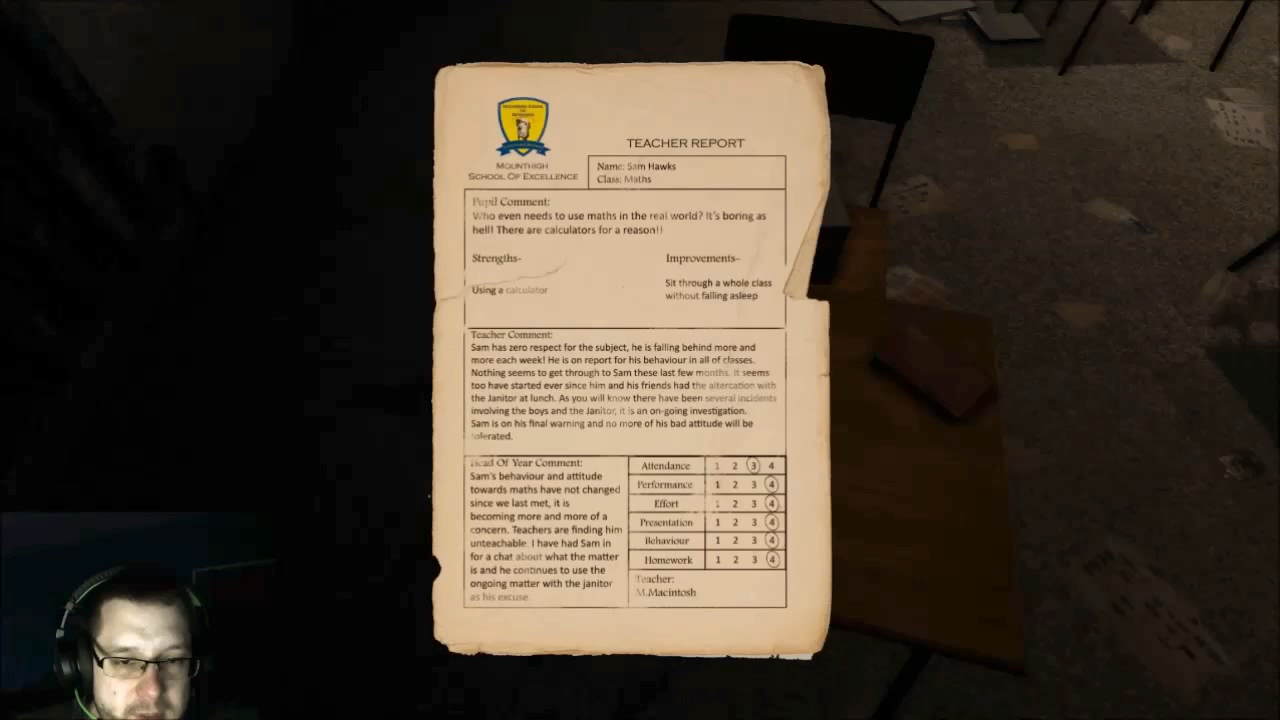 TEACHER REPORT
MOUNTHIGH
SCHOOL OF EXCELLENCE
Name: Sam Hawks
Class: Maths
Pupil Comment:
Who even needs to use maths in the real world? It's boring as
hell! There are calculators for a reason!!
Strengths-
Improvements-
Using a calculator
Sit through a whole class
without falling asleep
Teacher Comment:
Sam has zero respect for the subject, he is falling behind more and
more each week! He is on report for his behaviour in all of classes.
Nothing seems to get through to Sam these last few months. It seems
too have started ever since him and his friends had the altercation with
the Janitor at lunch. As you will know there have been several incidents
involving the boys and the Janitor, it is an on-going investigation.
Sam is on his final warning and no more of his bad attitude will be
tolerated.
Head Of Year Comment:
Sam's behaviour and attitude
towards maths have not changed
since we last met, it is
becoming more and more of a
concern. Teachers are finding him
unteachable. I have had Sam in
for a chat about what the matter
is and he continues to use the
ongoing matter with the janitor
as his excuse.
Attendance 1 2 3 4
Performance 1 2 3 4
Effort 1 2 3 4
Presentation 1 2 3 4
Behaviour 1 2 3 4
Homework 1 2 3 4
Teacher:
M.Macintosh